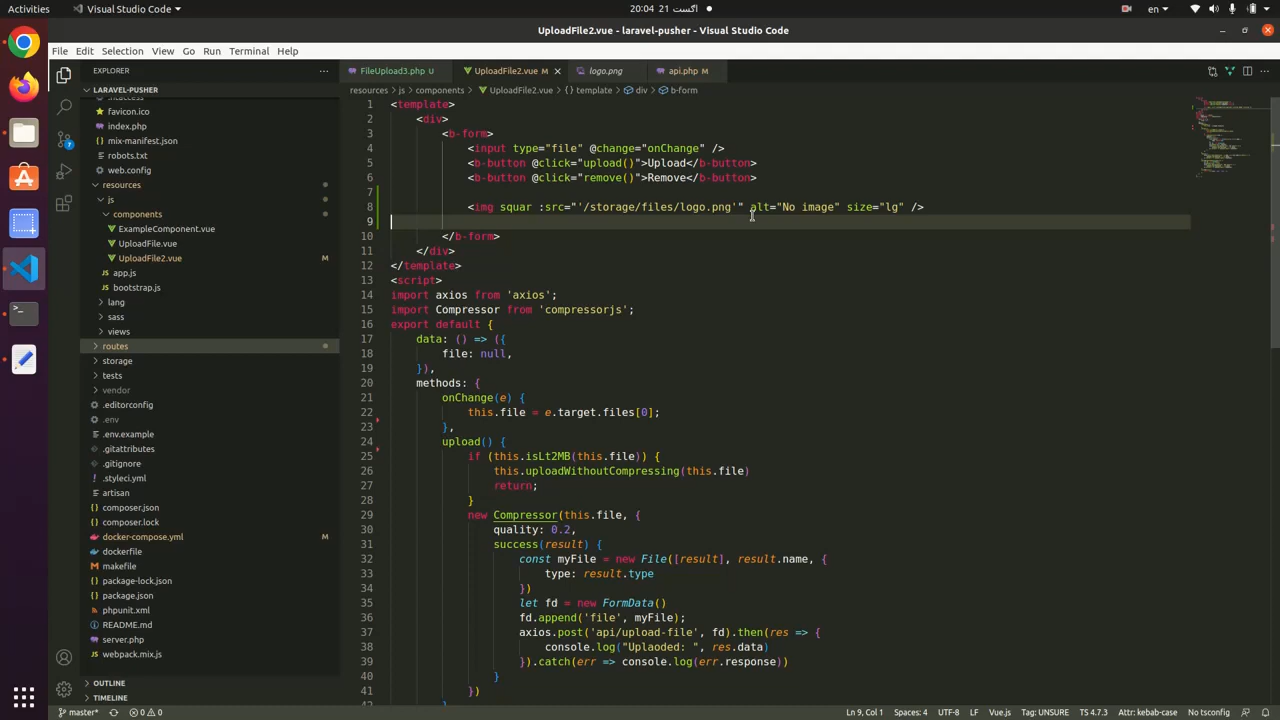 Activities
Visual Studio Code
20:04 21 اگست
en
UploadFile2.vue - laravel-pusher - Visual Studio Code
File Edit Selection View Go Run Terminal Help
EXPLORER
FileUpload3.php U
UploadFile2.vue M
logo.png
api.php M
LARAVEL-PUSHER
resources > js > components > UploadFile2.vue > {} template > div > b-form
favicon.ico
index.php
mix-manifest.json
robots.txt
web.config
resources
js
components
ExampleComponent.vue
UploadFile.vue
UploadFile2.vue M
app.js
bootstrap.js
lang
sass
views
routes
storage
tests
vendor
.editorconfig
.env
.env.example
.gitattributes
.gitignore
.styleci.yml
artisan
composer.json
composer.lock
docker-compose.yml M
dockerfile
makefile
package-lock.json
package.json
phpunit.xml
README.md
server.php
webpack.mix.js
OUTLINE
TIMELINE
1 <template>
2 <div>
3 <b-form>
4 <input type="file" @change="onChange" />
5 <b-button @click="upload()">Upload</b-button>
6 <b-button @click="remove()">Remove</b-button>
7
8 <img squar :src="'/storage/files/logo.png'" alt="No image" size="lg" />
9
10 </b-form>
11 </div>
12 </template>
13 <script>
14 import axios from 'axios';
15 import Compressor from 'compressorjs';
16 export default {
17 data: () => ({
18 file: null,
19 }),
20 methods: {
21 onChange(e) {
22 this.file = e.target.files[0];
23 },
24 upload() {
25 if (this.isLt2MB(this.file)) {
26 this.uploadWithoutCompressing(this.file)
27 return;
28 }
29 new Compressor(this.file, {
30 quality: 0.2,
31 success(result) {
32 const myFile = new File([result], result.name, {
33 type: result.type
34 })
35 let fd = new FormData()
36 fd.append('file', myFile);
37 axios.post('api/upload-file', fd).then(res => {
38 console.log("Uplaoded: ", res.data)
39 }).catch(err => console.log(err.response))
40 }
41 })
42 }
master*
0 0
Ln 9, Col 1
Spaces: 4
UTF-8
LF
Vue.js
Tag: UNSURE
TS 4.7.3
Attr: kebab-case
No tsconfig